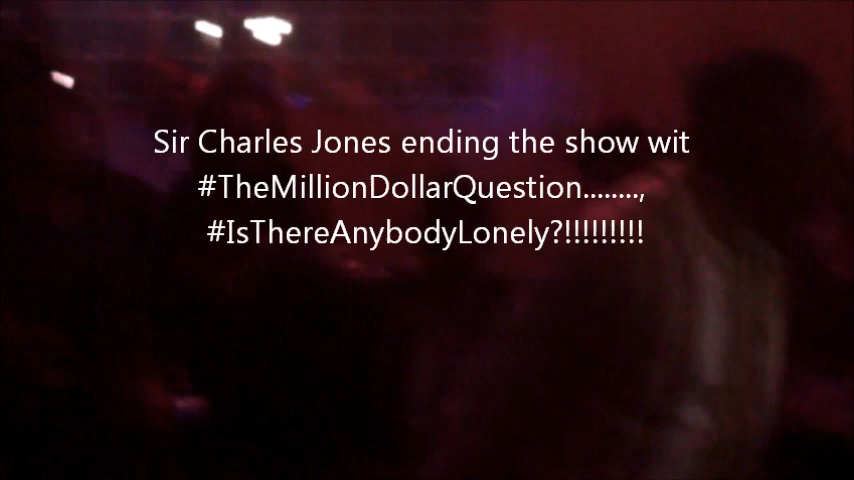 Sir Charles Jones ending the show wit
#TheMillionDollarQuestion........,
#IsThereAnybodyLonely?!!!!!!!!!